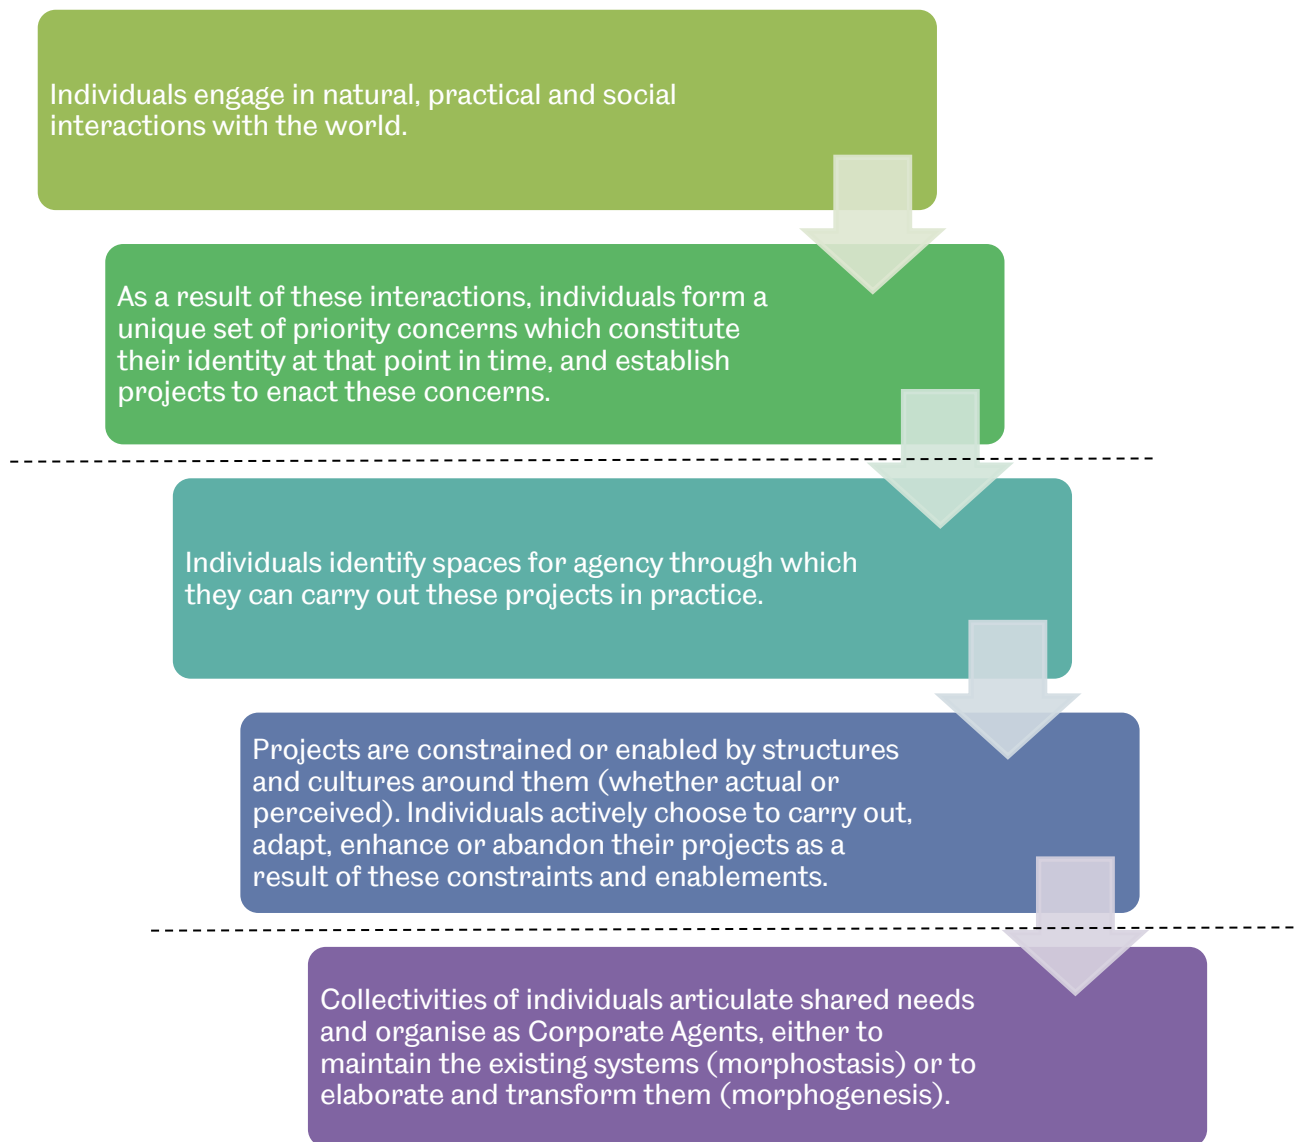 Individuals engage in natural, practical and social
interactions with the world.
As a result of these interactions, individuals form a
unique set of priority concerns which constitute
their identity at that point in time, and establish
projects to enact these concerns.
Individuals identify spaces for agency through which
they can carry out these projects in practice.
Projects are constrained or enabled by structures
and cultures around them (whether actual or
perceived). Individuals actively choose to carry out,
adapt, enhance or abandon their projects as a
result of these constraints and enablements.
Collectivities of individuals articulate shared needs
and organise as Corporate Agents, either to
maintain the existing systems (morphostasis) or to
elaborate and transform them (morphogenesis).